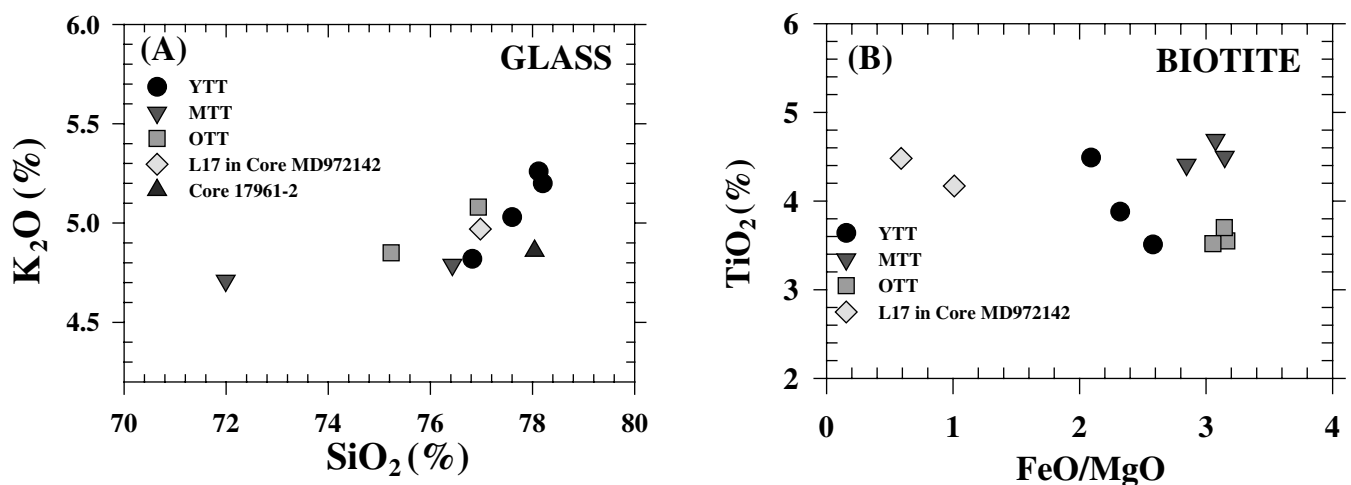 (A) GLASS
YTT
MTT
OTT
L17 in Core MD972142
Core 17961-2
6.0
5.5
5.0
4.5
K₂O (%)
70 72 74 76 78 80
SiO₂ (%)
(B) BIOTITE
YTT
MTT
OTT
L17 in Core MD972142
6
5
4
3
2
TiO₂ (%)
0 1 2 3 4
FeO/MgO